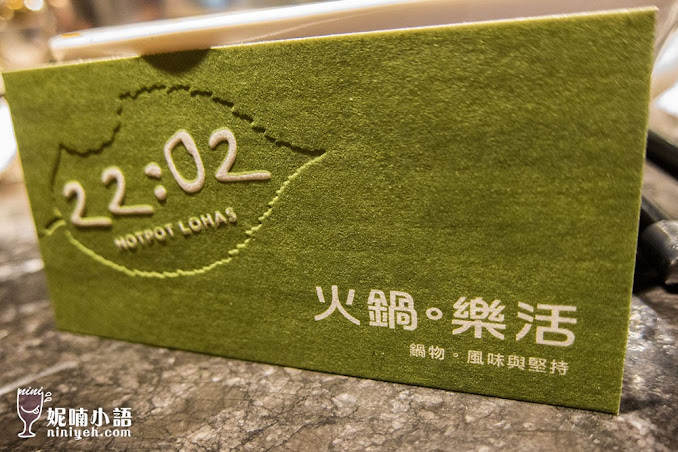 22:02
HOTPOT LOHAS
火鍋。樂活
鍋物。風味與堅持
nini
妮喃小語
niniyeh.com